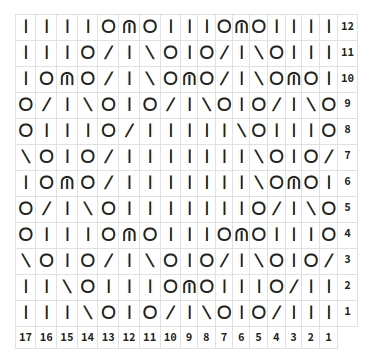 I I I I O ᗰ O I I I O ᗰ O I I I I 12
I I I O / I \ O I O / I \ O I I I 11
I O ᗰ O / I \ O ᗰ O / I \ O ᗰ O I 10
O / I \ O I O / I \ O I O / I \ O 9
O I I I O / I I I I I \ O I I I O 8
\ O I O / I I I I I I I \ O I O / 7
I O ᗰ O / I I I I I I I \ O ᗰ O I 6
O / I \ O I I I I I I I O / I \ O 5
O I I I O ᗰ O I I I O ᗰ O I I I O 4
\ O I O / I \ O I O / I \ O I O / 3
I I \ O I I I O ᗰ O I I I O / I I 2
I I I \ O I O / I \ O I O / I I I 1
17 16 15 14 13 12 11 10 9 8 7 6 5 4 3 2 1